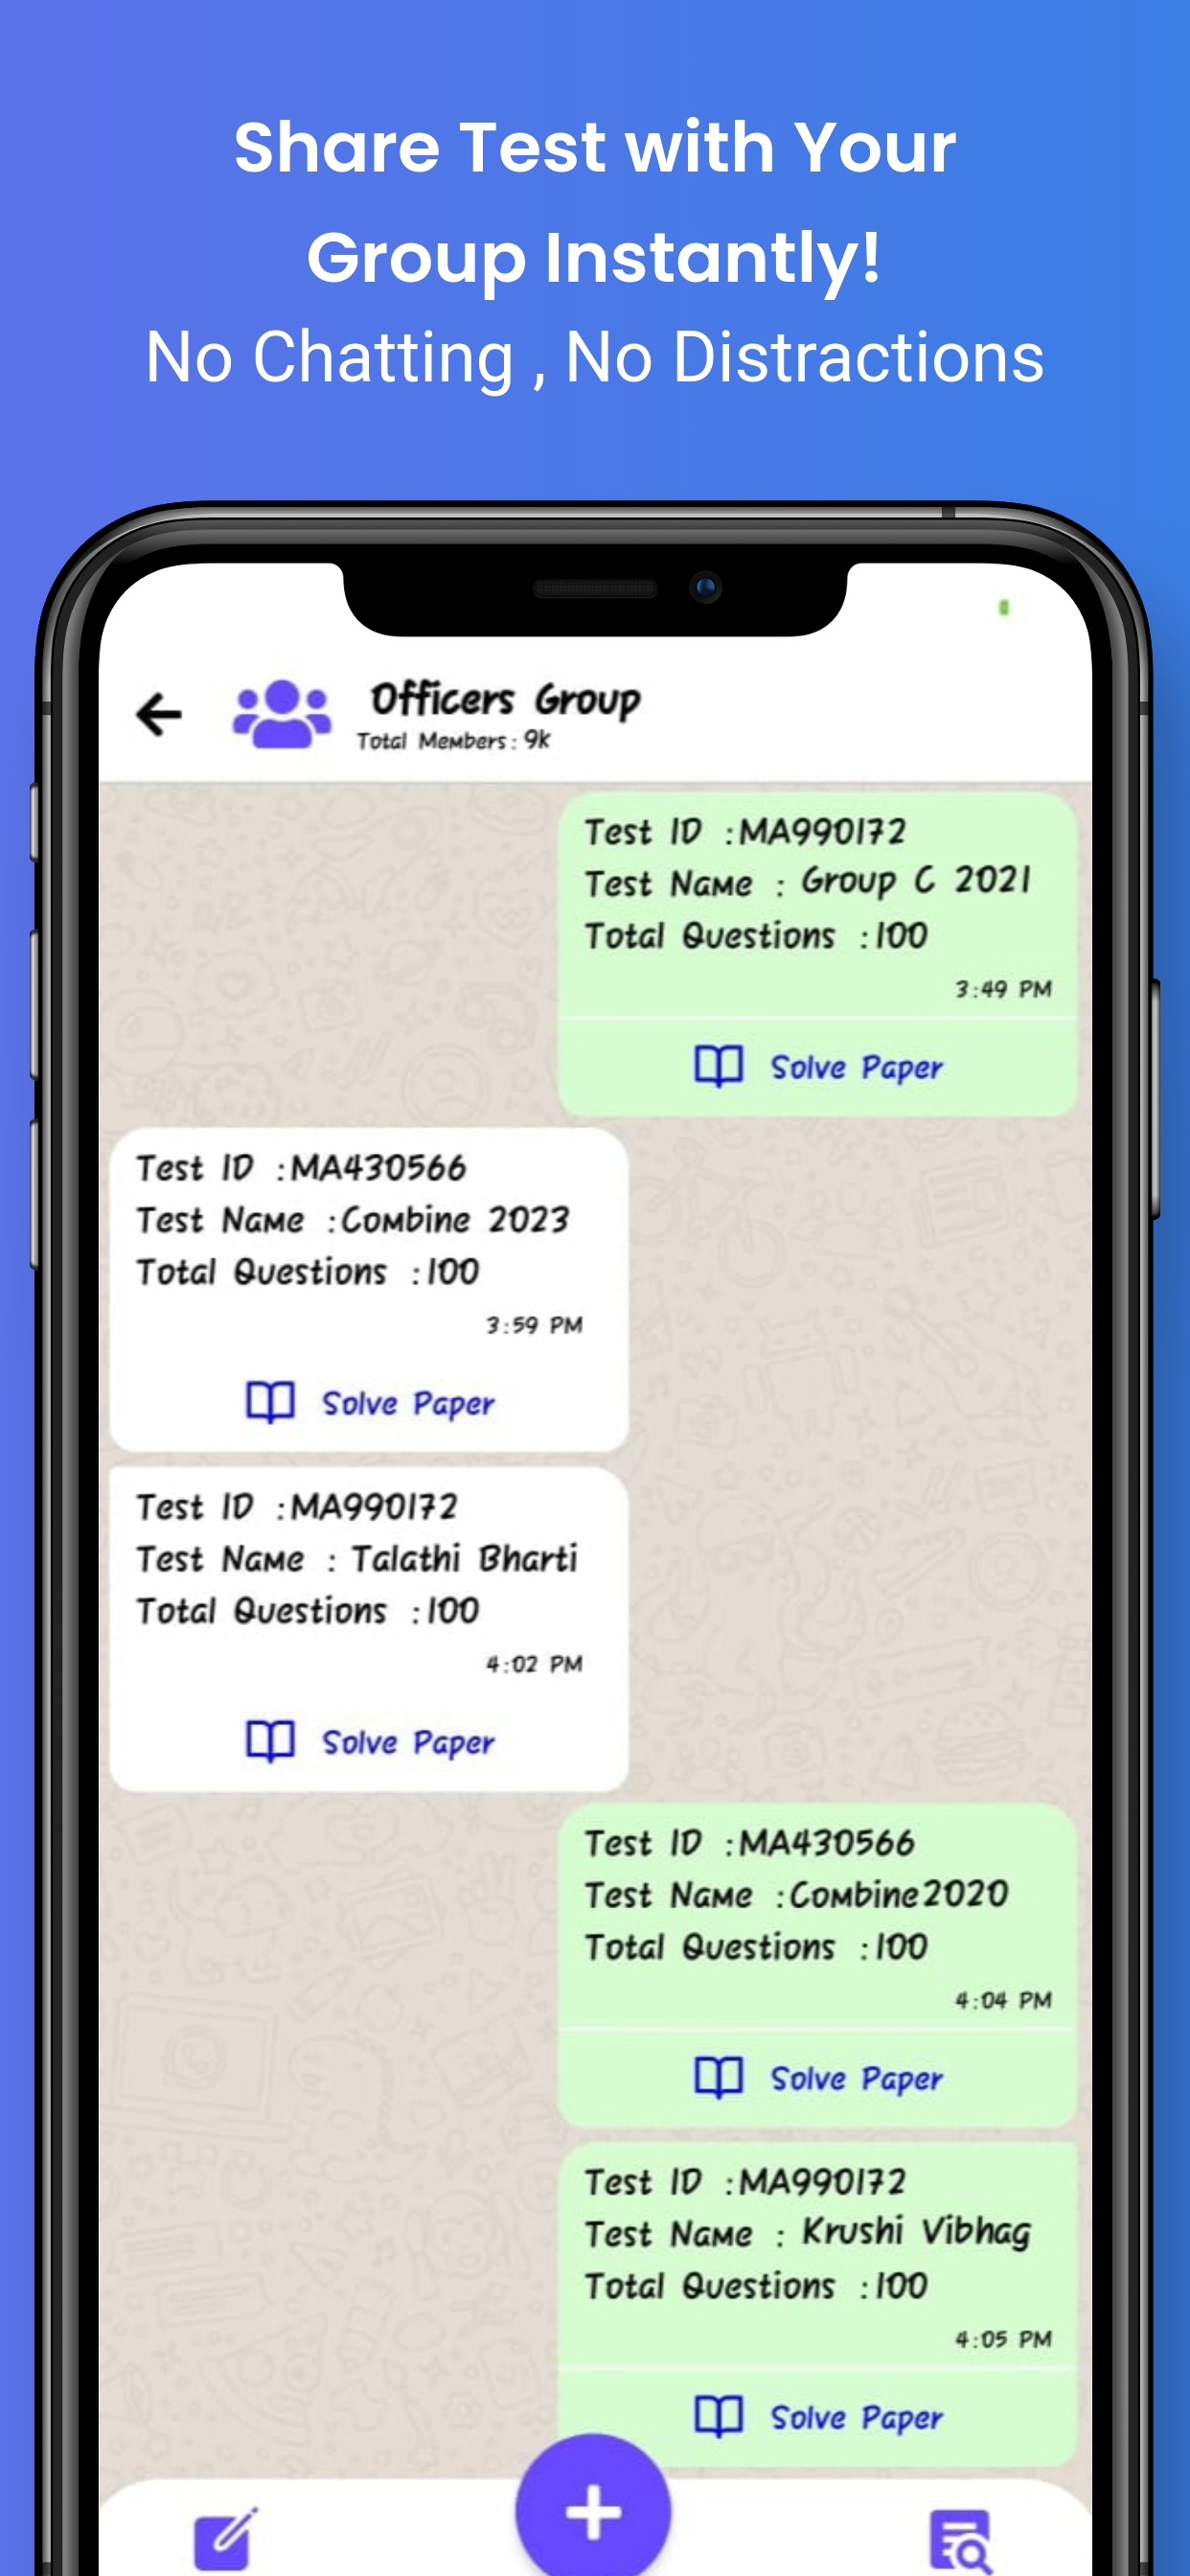 Share Test with Your
Group Instantly!
No Chatting , No Distractions
Officers Group
Total Members : 9k
Test ID :MA990172
Test Name : Group C 2021
Total Questions :100
3:49 PM
Solve Paper
Test ID :MA430566
Test Name :Combine 2023
Total Questions :100
3:59 PM
Solve Paper
Test ID :MA990172
Test Name : Talathi Bharti
Total Questions :100
4:02 PM
Solve Paper
Test ID :MA430566
Test Name :Combine2020
Total Questions :100
4:04 PM
Solve Paper
Test ID :MA990172
Test Name : Krushi Vibhag
Total Questions :100
4:05 PM
Solve Paper